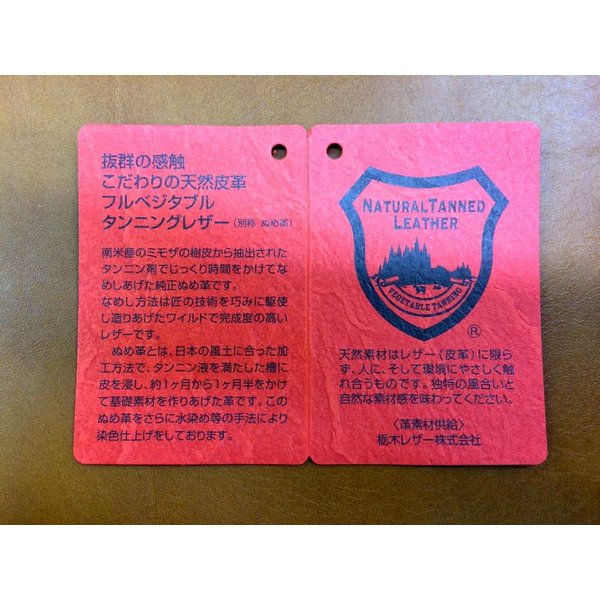 抜群の感触
こだわりの天然皮革
フルベジタブル
タンニングレザー(別称 ぬめ革)
南米産のミモザの樹皮から抽出された
タンニン剤でじっくり時間をかけてな
めしあげた純正ぬめ革です。
なめし方法は匠の技術を巧みに駆使
し造りあげたワイルドで完成度の高い
レザーです。
ぬめ革とは、日本の風土に合った加
工方法で、タンニン液を満たした槽に
皮を浸し、約1ヶ月から1ヶ月半をかけ
て基礎素材を作りあげた革です。この
ぬめ革をさらに水染め等の手法により
染色仕上げをしております。
NATURAL TANNED
LEATHER
VEGETABLE TANNING
®
天然素材はレザー(皮革)に限ら
ず、人に、そして環境にやさしく触
れ合うものです。独特の風合いと
自然な素材感を味わってください。
〈革素材供給〉
栃木レザー株式会社